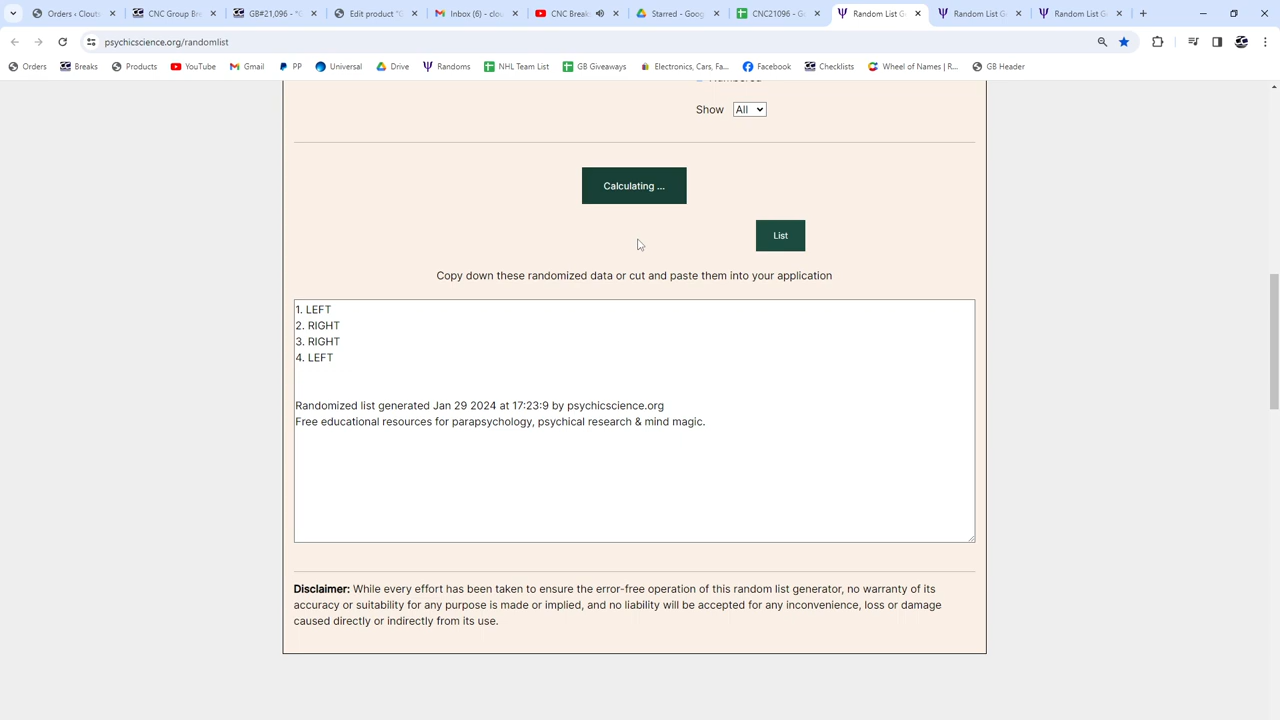 Orders ‹ Clout
CNC Group Bre
GB#21,096 - *G
Edit product "G
Inbox (6) - clou
CNC Breaks
Starred - Goog
CNC21096 - Go
Random List G
Random List Ge
Random List Ge
psychicscience.org/randomlist
Orders
Breaks
Products
YouTube
Gmail
PP
Universal
Drive
Randoms
NHL Team List
GB Giveaways
Electronics, Cars, Fa...
Facebook
Checklists
Wheel of Names | R...
GB Header
Numbered
Show All
Calculating ...
List
Copy down these randomized data or cut and paste them into your application
1. LEFT
2. RIGHT
3. RIGHT
4. LEFT
Randomized list generated Jan 29 2024 at 17:23:9 by psychicscience.org
Free educational resources for parapsychology, psychical research & mind magic.
Disclaimer: While every effort has been taken to ensure the error-free operation of this random list generator, no warranty of its
accuracy or suitability for any purpose is made or implied, and no liability will be accepted for any inconvenience, loss or damage
caused directly or indirectly from its use.